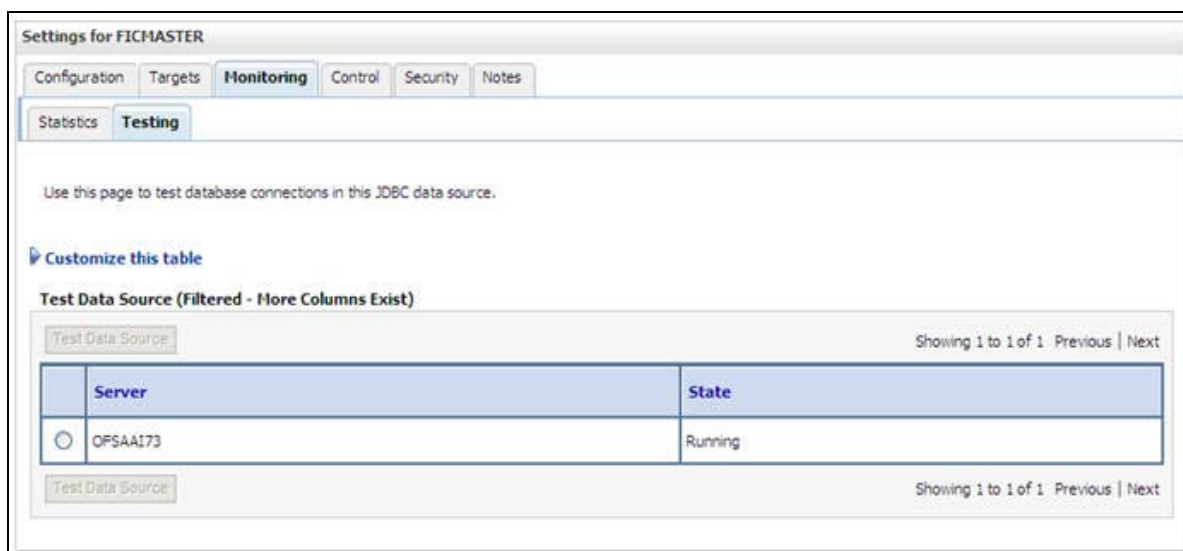 Settings for FICMASTER
Configuration Targets Monitoring Control Security Notes
Statistics Testing
Use this page to test database connections in this JDBC data source.
Customize this table
Test Data Source (Filtered - More Columns Exist)
Test Data Source Showing 1 to 1 of 1 Previous | Next
Server State
OFSAAI73 Running
Test Data Source Showing 1 to 1 of 1 Previous | Next